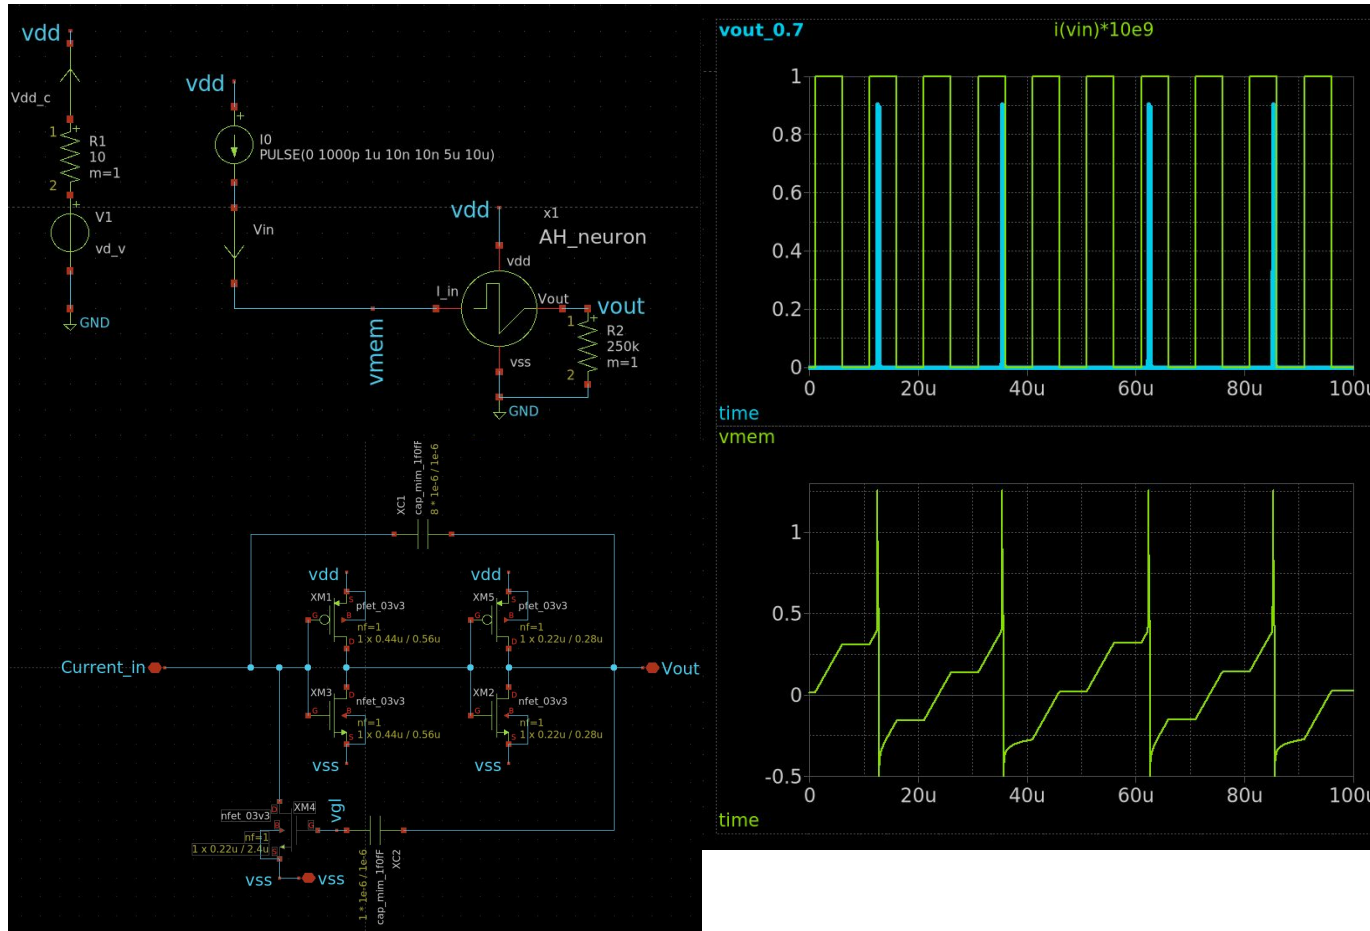 vdd
Vdd_c
1
R1
10
m=1
2
V1
vd_v
GND
vdd
I0
PULSE(0 1000p 1u 10n 10n 5u 10u)
Vin
vmem
vdd
x1
AH_neuron
vdd
I_in
Vout
vout
1
R2
250k
m=1
2
vss
GND
XC1
cap_mim_1f0fF
8 * 1e-6 / 1e-6
vdd
XM1
pfet_03v3
S
G
B
D
nf=1
1 x 0.44u / 0.56u
vdd
XM5
pfet_03v3
S
G
B
D
nf=1
1 x 0.22u / 0.28u
Current_in
Vout
XM3
nfet_03v3
D
G
B
S
nf=1
1 x 0.44u / 0.56u
vss
XM2
nfet_03v3
D
G
B
S
nf=1
1 x 0.22u / 0.28u
vss
nfet_03v3
XM4
D
B
G
S
nf=1
1 x 0.22u / 2.4u
vgl
vss
vss
1 * 1e-6 / 1e-6
cap_mim_1f0fF
XC2
vout_0.7
i(vin)*10e9
1
0.8
0.6
0.4
0.2
0
0
20u
40u
60u
80u
100u
time
vmem
1
0.5
0
-0.5
0
20u
40u
60u
80u
100u
time